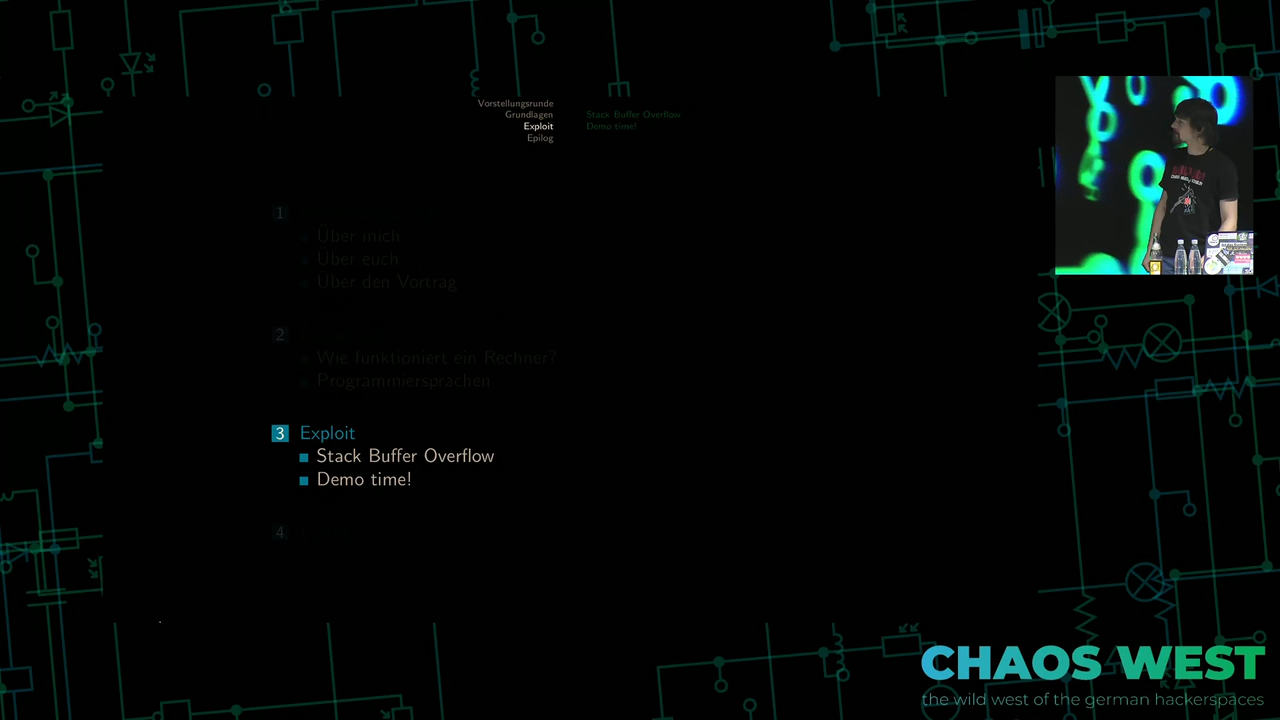 Vorstellungsrunde
Grundlagen
Exploit
Epilog
Stack Buffer Overflow
Demo time!
1
Über mich
Über euch
Über den Vortrag
2
Wie funktioniert ein Rechner?
Programmiersprachen
3 Exploit
Stack Buffer Overflow
Demo time!
4
CHAOS WEST
the wild west of the german hackerspaces